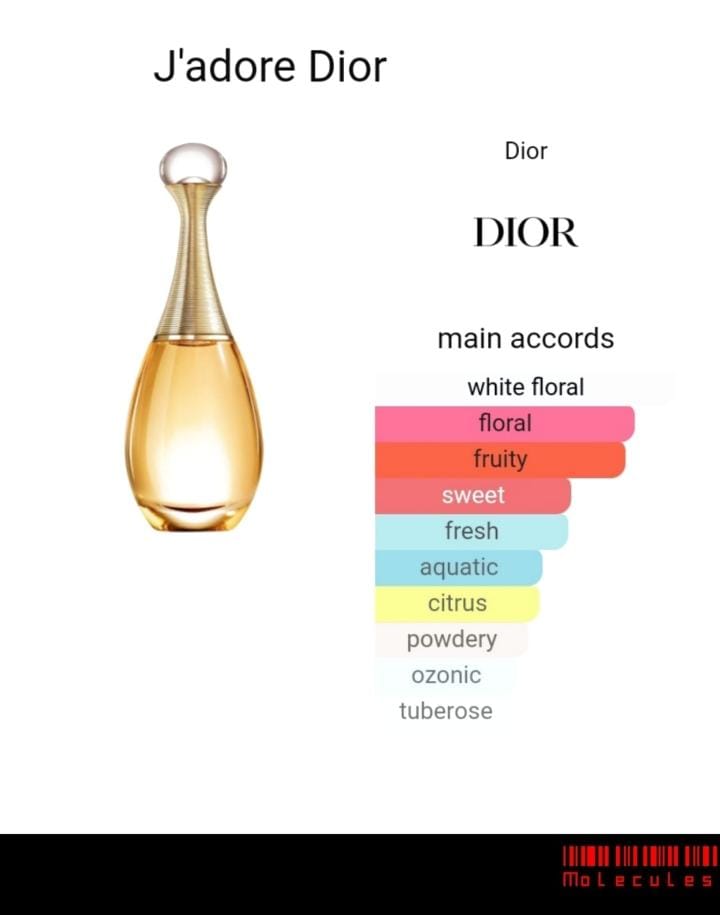 J'adore Dior
Dior
DIOR
main accords
white floral
floral
fruity
sweet
fresh
aquatic
citrus
powdery
ozonic
tuberose
Molecules